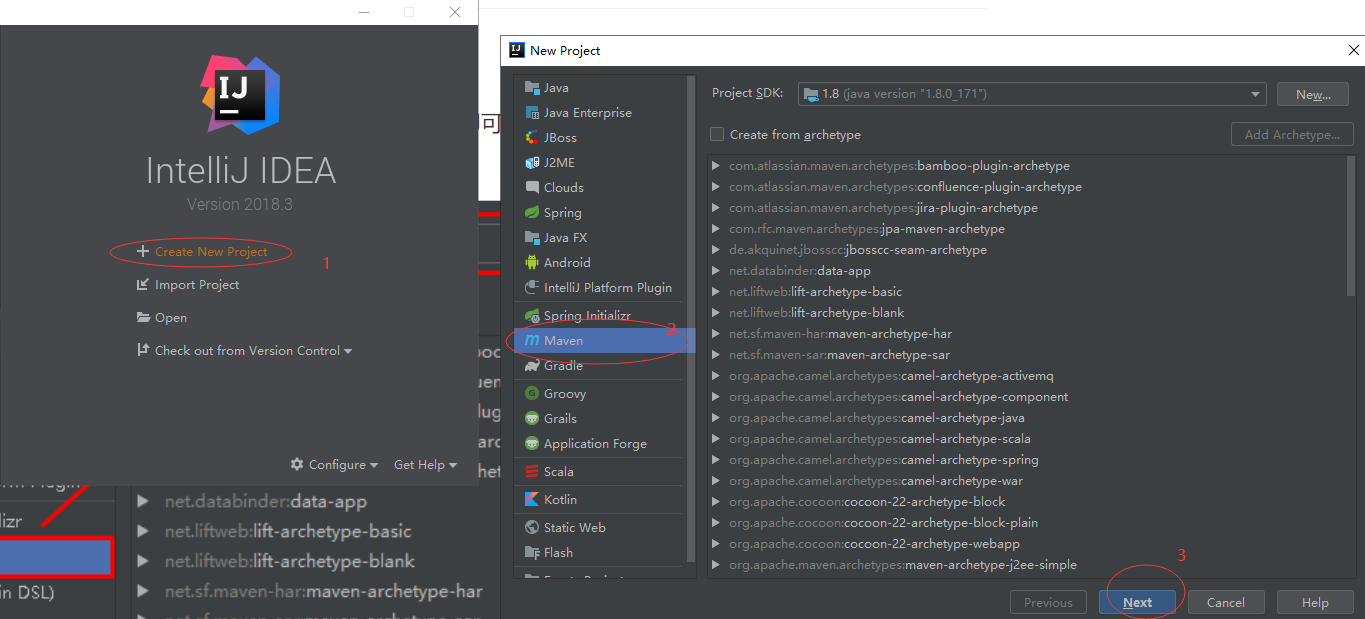 IJ
IntelliJ IDEA
Version 2018.3
Create New Project
1
Import Project
Open
Check out from Version Control
Configure
Get Help
可
lizr
in DSL)
net.databinder:data-app
net.liftweb:lift-archetype-basic
net.liftweb:lift-archetype-blank
net.sf.maven-har:maven-archetype-har
New Project
Java
Java Enterprise
JBoss
J2ME
Clouds
Spring
Java FX
Android
IntelliJ Platform Plugin
Spring Initializr
2
Maven
Gradle
Groovy
Grails
Application Forge
Scala
Kotlin
Static Web
Flash
Project SDK: 1.8 (java version "1.8.0_171") New...
Create from archetype Add Archetype...
com.atlassian.maven.archetypes:bamboo-plugin-archetype
com.atlassian.maven.archetypes:confluence-plugin-archetype
com.atlassian.maven.archetypes:jira-plugin-archetype
com.rfc.maven.archetypes:jpa-maven-archetype
de.akquinet.jbosscc:jbosscc-seam-archetype
net.databinder:data-app
net.liftweb:lift-archetype-basic
net.liftweb:lift-archetype-blank
net.sf.maven-har:maven-archetype-har
net.sf.maven-sar:maven-archetype-sar
org.apache.camel.archetypes:camel-archetype-activemq
org.apache.camel.archetypes:camel-archetype-component
org.apache.camel.archetypes:camel-archetype-java
org.apache.camel.archetypes:camel-archetype-scala
org.apache.camel.archetypes:camel-archetype-spring
org.apache.camel.archetypes:camel-archetype-war
org.apache.cocoon:cocoon-22-archetype-block
org.apache.cocoon:cocoon-22-archetype-block-plain
org.apache.cocoon:cocoon-22-archetype-webapp
org.apache.maven.archetypes:maven-archetype-j2ee-simple
3
Previous Next Cancel Help